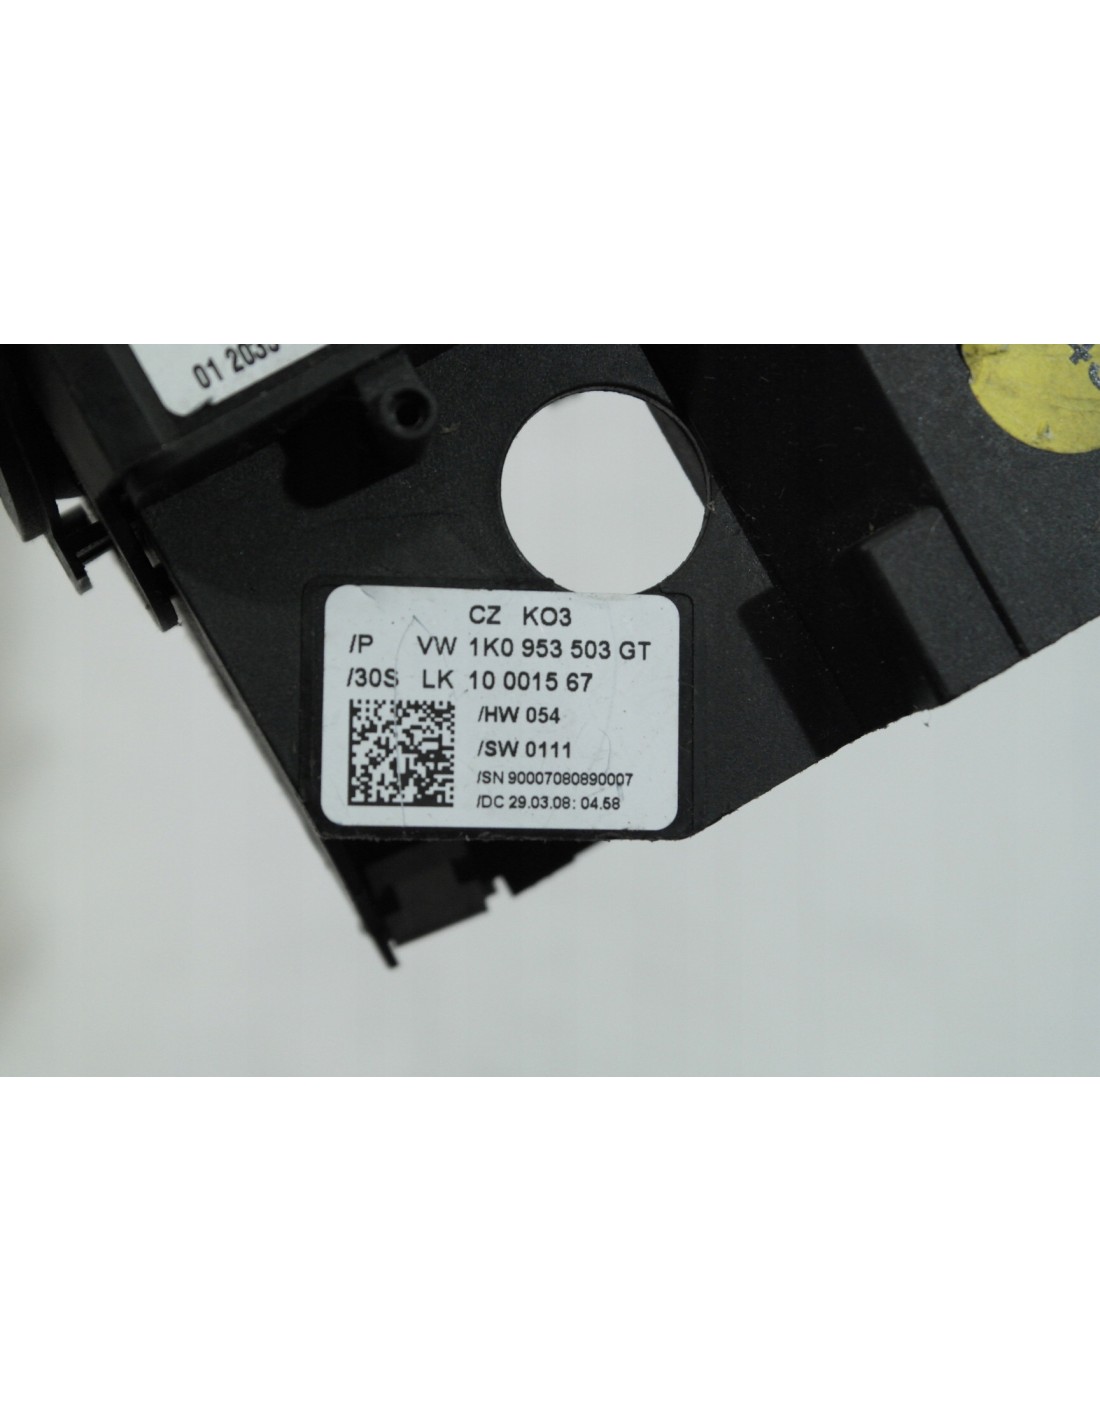 CZ KO3
/P VW 1K0 953 503 GT
/30S LK 10 0015 67
/HW 054
/SW 0111
/SN 90007080890007
/DC 29.03.08: 04.58